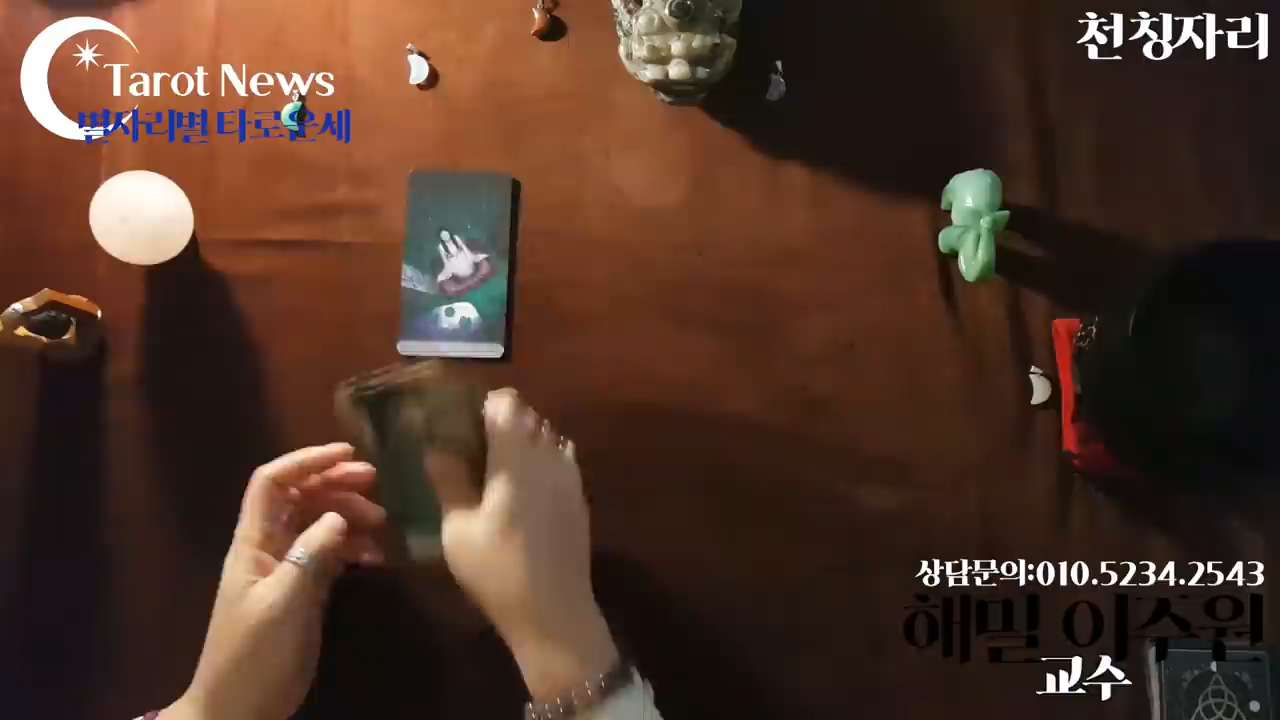 천칭자리
Tarot News
별자리별 타로운세
상담문의:010.5234.2543
해밀 이주원
교수